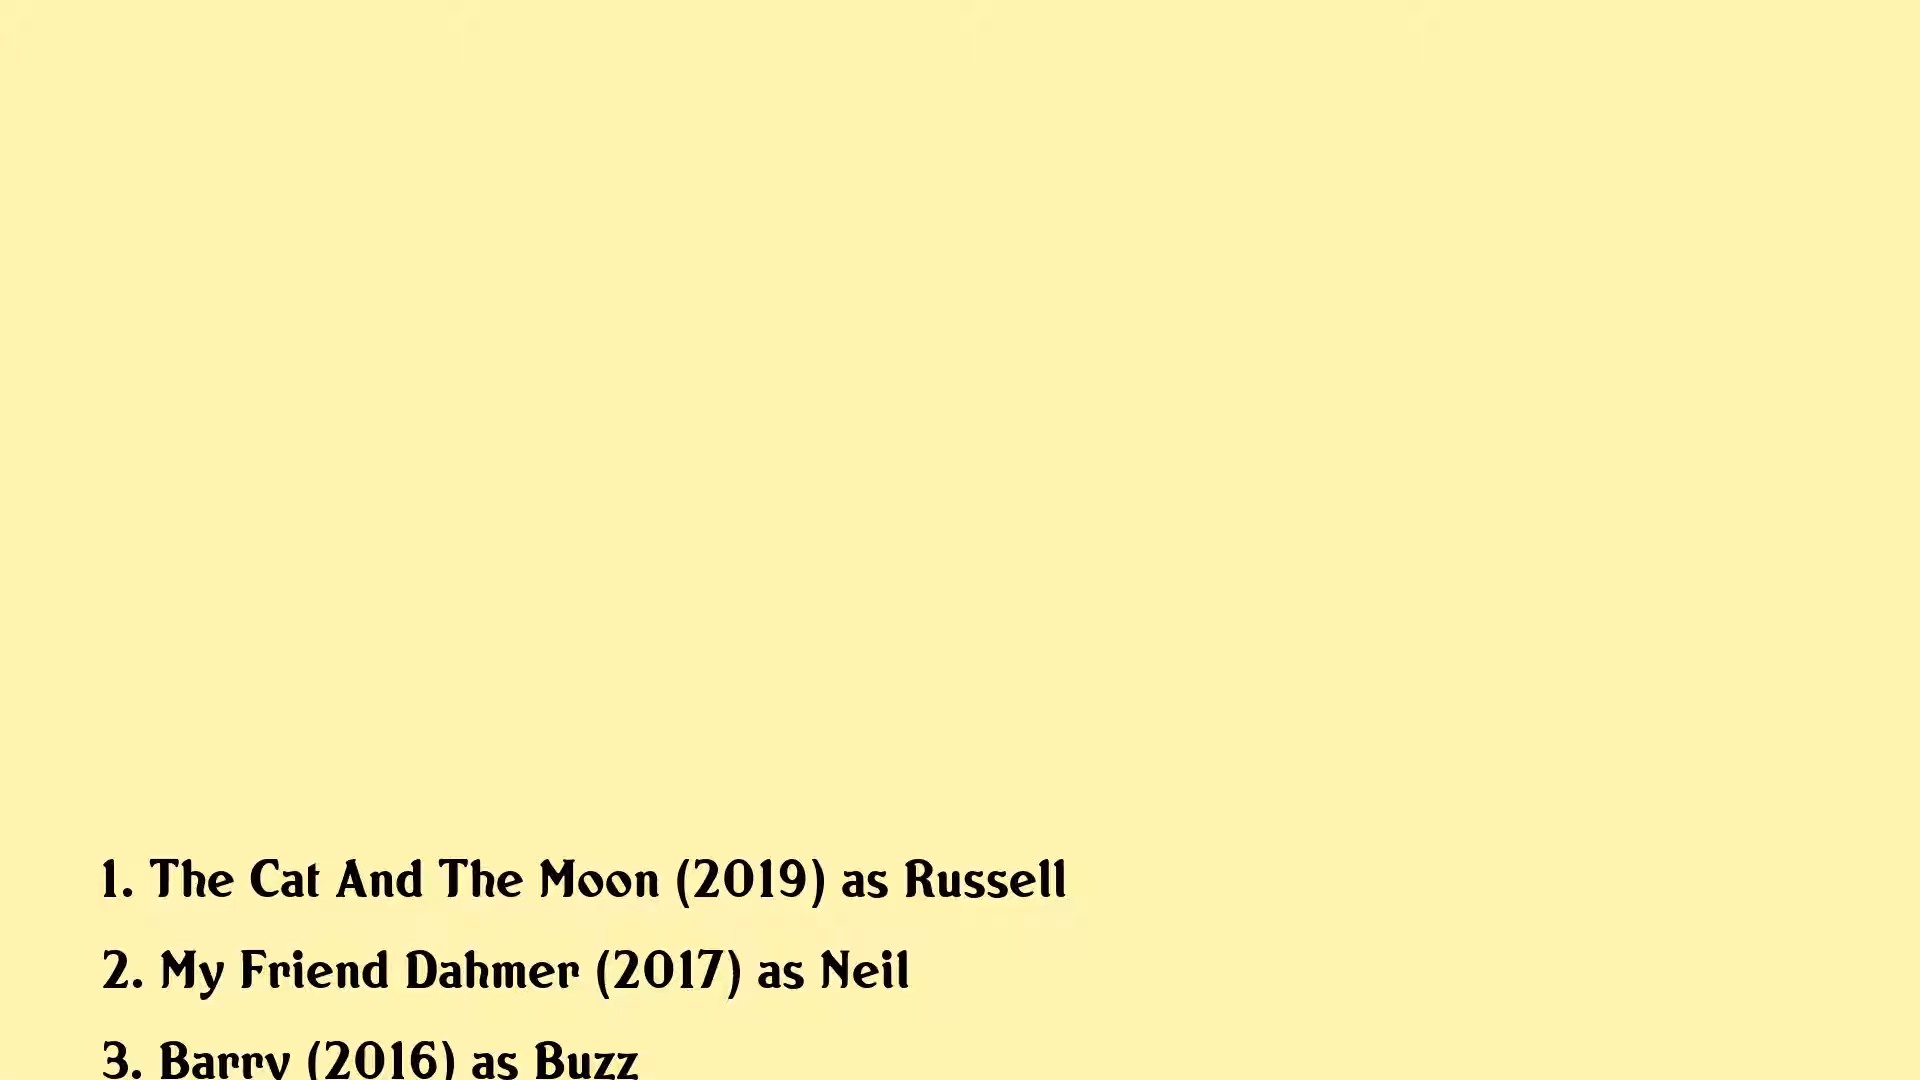 1. The Cat And The Moon (2019) as Russell
2. My Friend Dahmer (2017) as Neil
3. Barry (2016) as Buzz